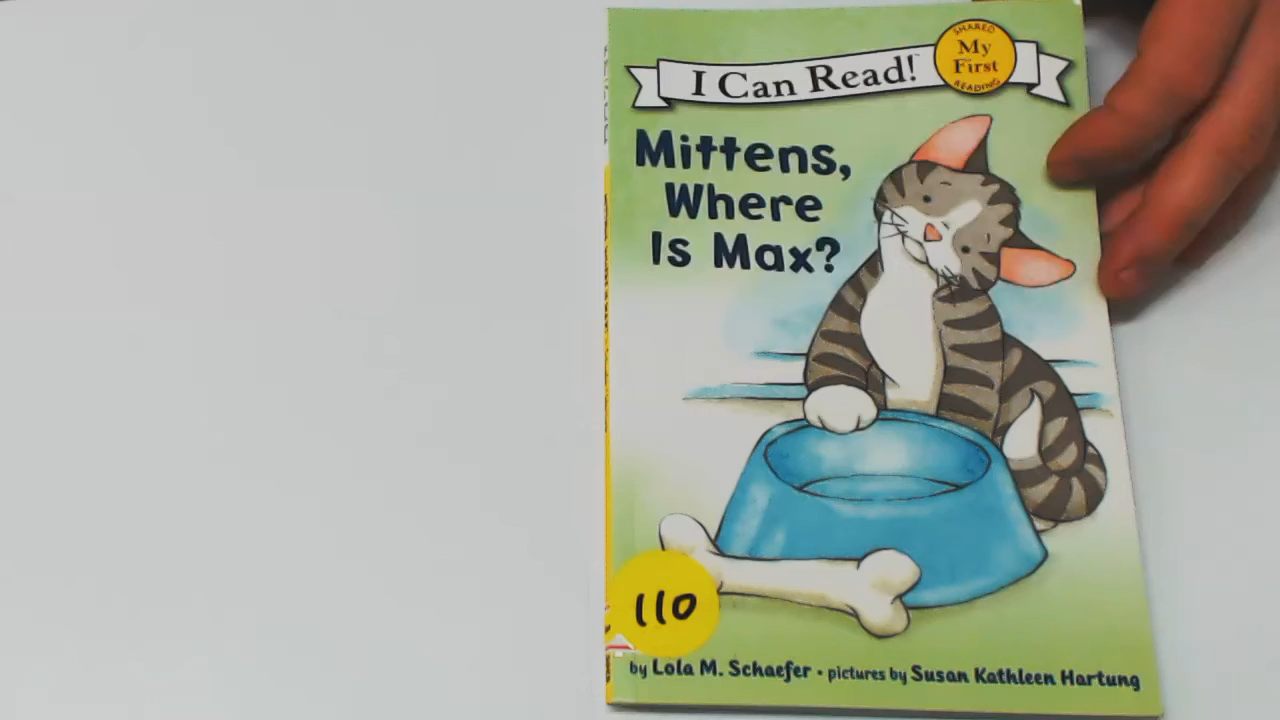 I Can Read!
SHARED
My
First
READING
Mittens,
Where
Is Max?
110
by Lola M. Schaefer • pictures by Susan Kathleen Hartung